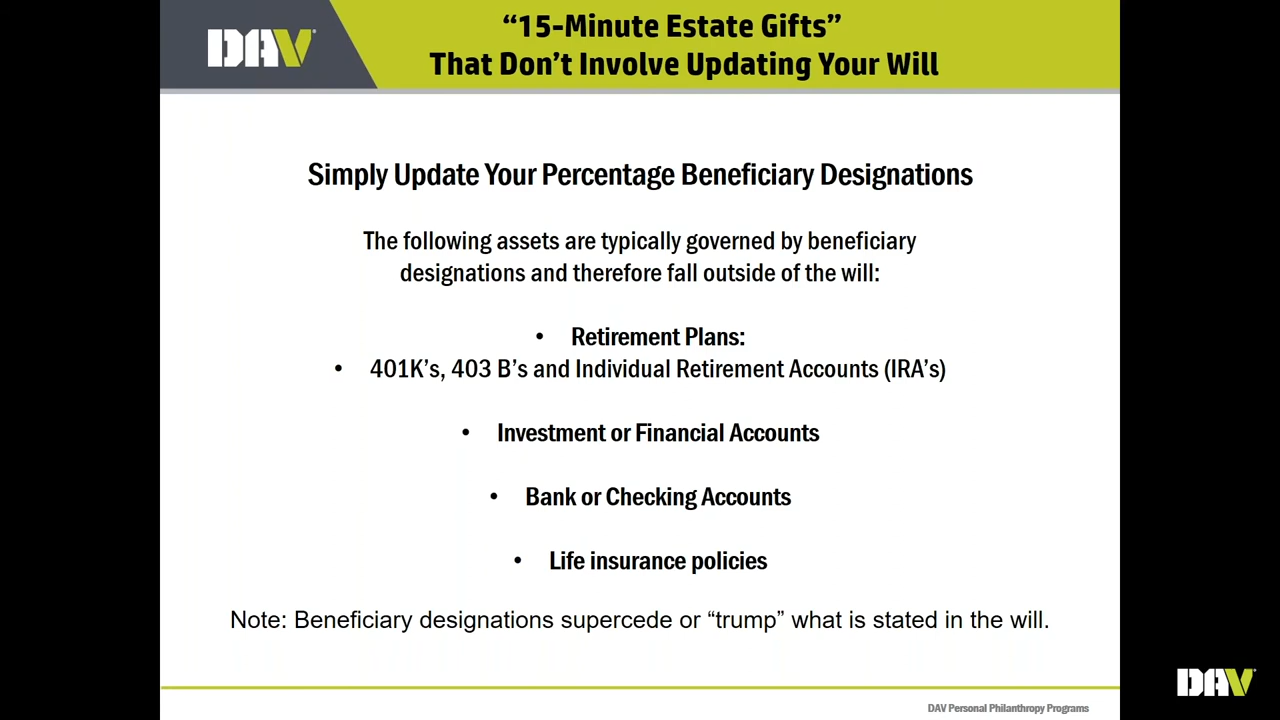 DAV
“15-Minute Estate Gifts”
That Don’t Involve Updating Your Will
Simply Update Your Percentage Beneficiary Designations
The following assets are typically governed by beneficiary
designations and therefore fall outside of the will:
• Retirement Plans:
• 401K’s, 403 B’s and Individual Retirement Accounts (IRA’s)
• Investment or Financial Accounts
• Bank or Checking Accounts
• Life insurance policies
Note: Beneficiary designations supercede or “trump” what is stated in the will.
DAV Personal Philanthropy Programs
DAV